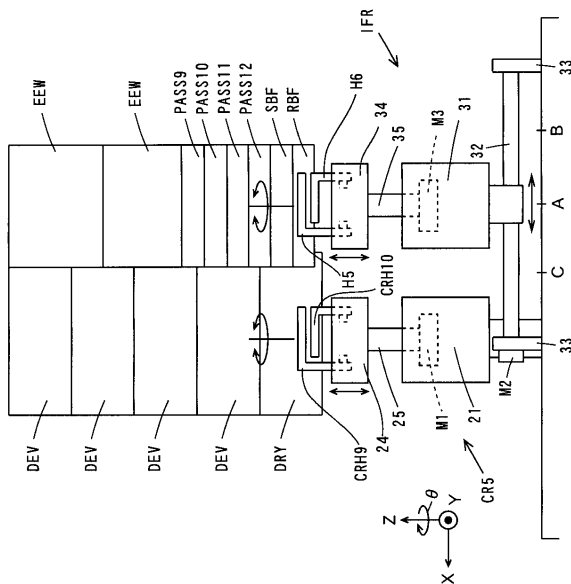 EEW
EEW
PASS9
PASS10
PASS11
PASS12
SBF
RBF
H6
34
35
M3
31
IFR
32
33
B
A
C
H5
CRH10
DEV
DEV
DEV
DEV
DRY
CRH9
24
25
M1
21
M2
33
CR5
Z
θ
Y
X